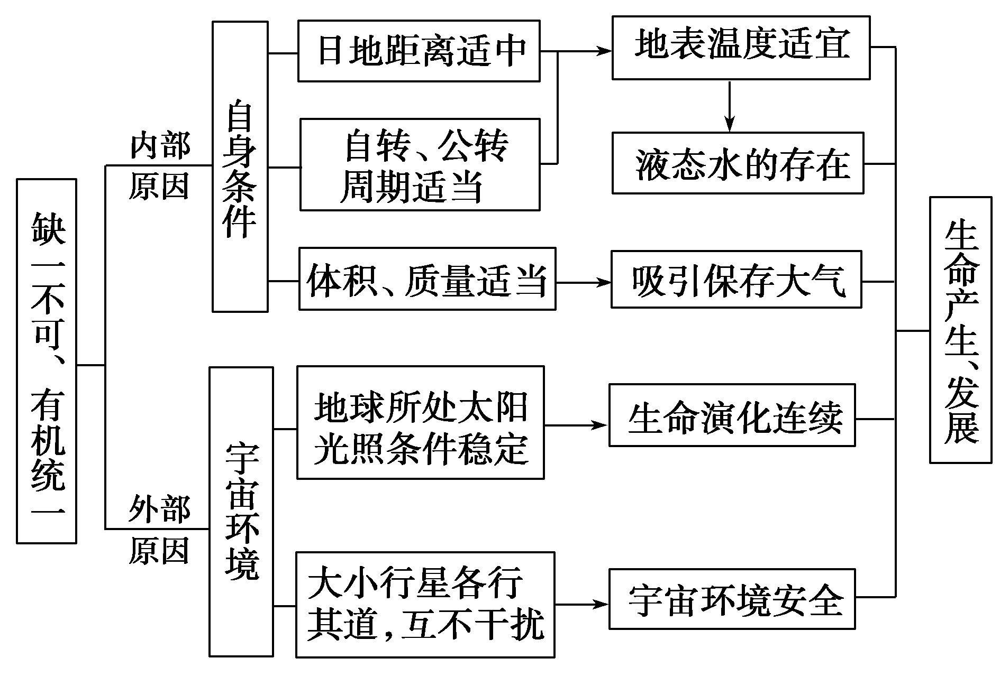 缺一不可、有机统一
内部
原因
自身条件
日地距离适中
地表温度适宜
自转、公转
周期适当
液态水的存在
体积、质量适当
吸引保存大气
外部
原因
宇宙环境
地球所处太阳
光照条件稳定
生命演化连续
大小行星各行
其道,互不干扰
宇宙环境安全
生命产生、发展